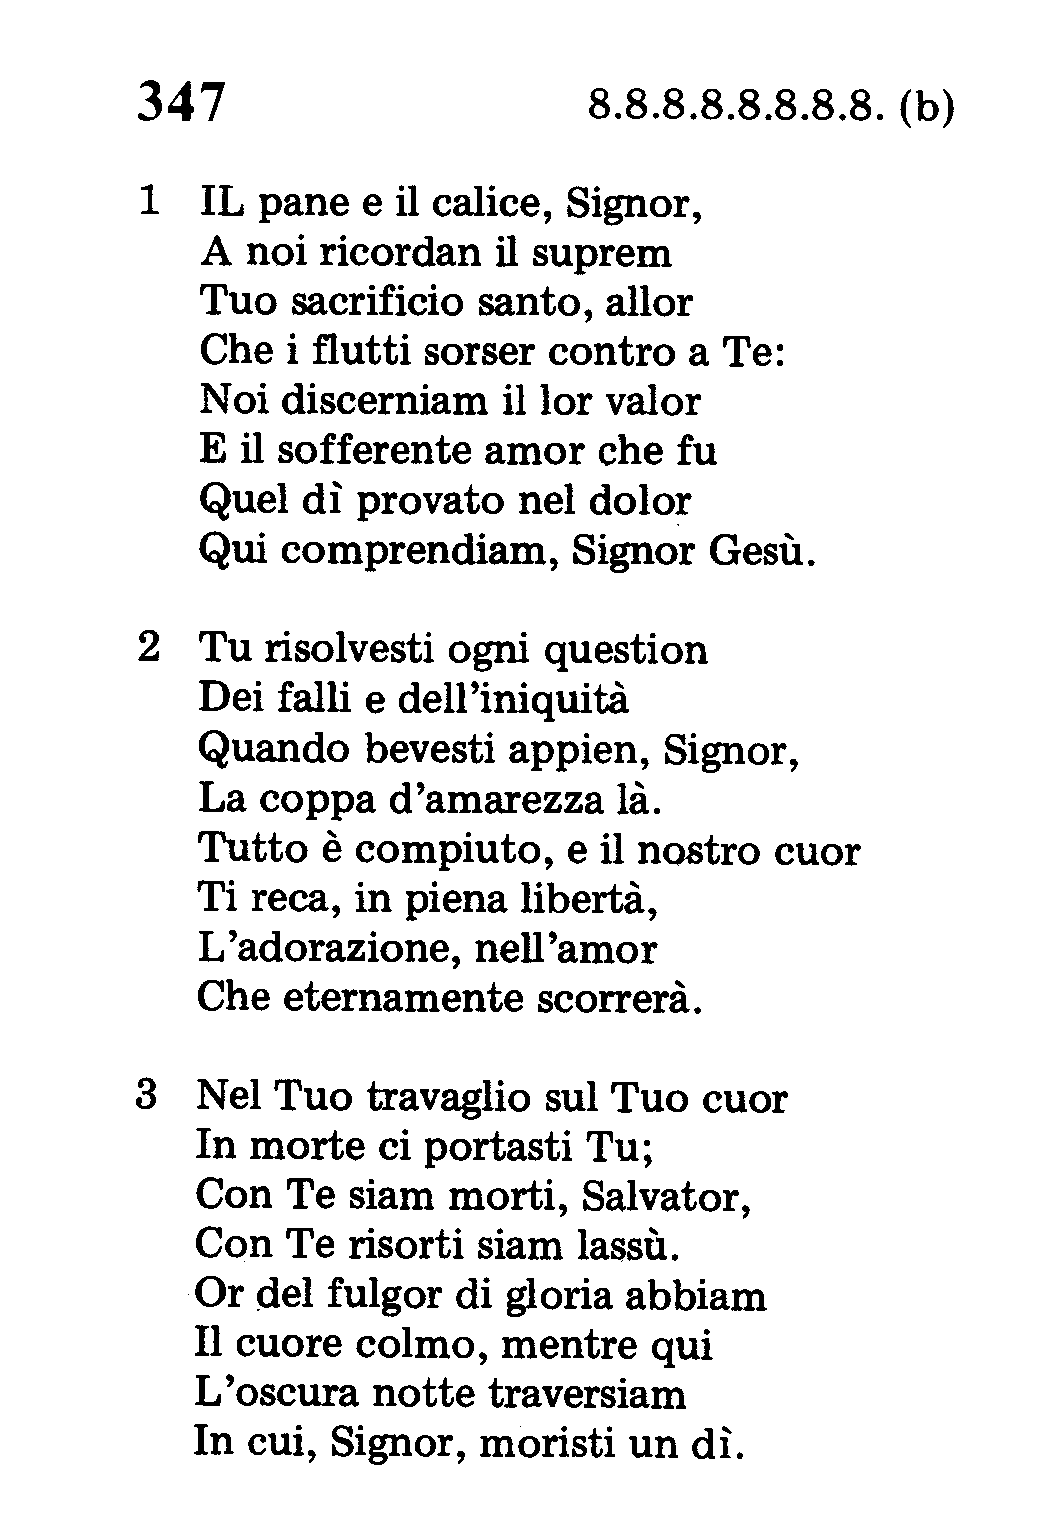 347 8.8.8.8.8.8.8.8. (b)
1 IL pane e il calice, Signor,
A noi ricordan il suprem
Tuo sacrificio santo, allor
Che i flutti sorser contro a Te:
Noi discerniam il lor valor
E il sofferente amor che fu
Quel dì provato nel dolor
Qui comprendiam, Signor Gesù.
2 Tu risolvesti ogni question
Dei falli e dell'iniquità
Quando bevesti appien, Signor,
La coppa d'amarezza là.
Tutto è compiuto, e il nostro cuor
Ti reca, in piena libertà,
L'adorazione, nell'amor
Che eternamente scorrerà.
3 Nel Tuo travaglio sul Tuo cuor
In morte ci portasti Tu;
Con Te siam morti, Salvator,
Con Te risorti siam lassù.
Or del fulgor di gloria abbiam
Il cuore colmo, mentre qui
L'oscura notte traversiam
In cui, Signor, moristi un dì.